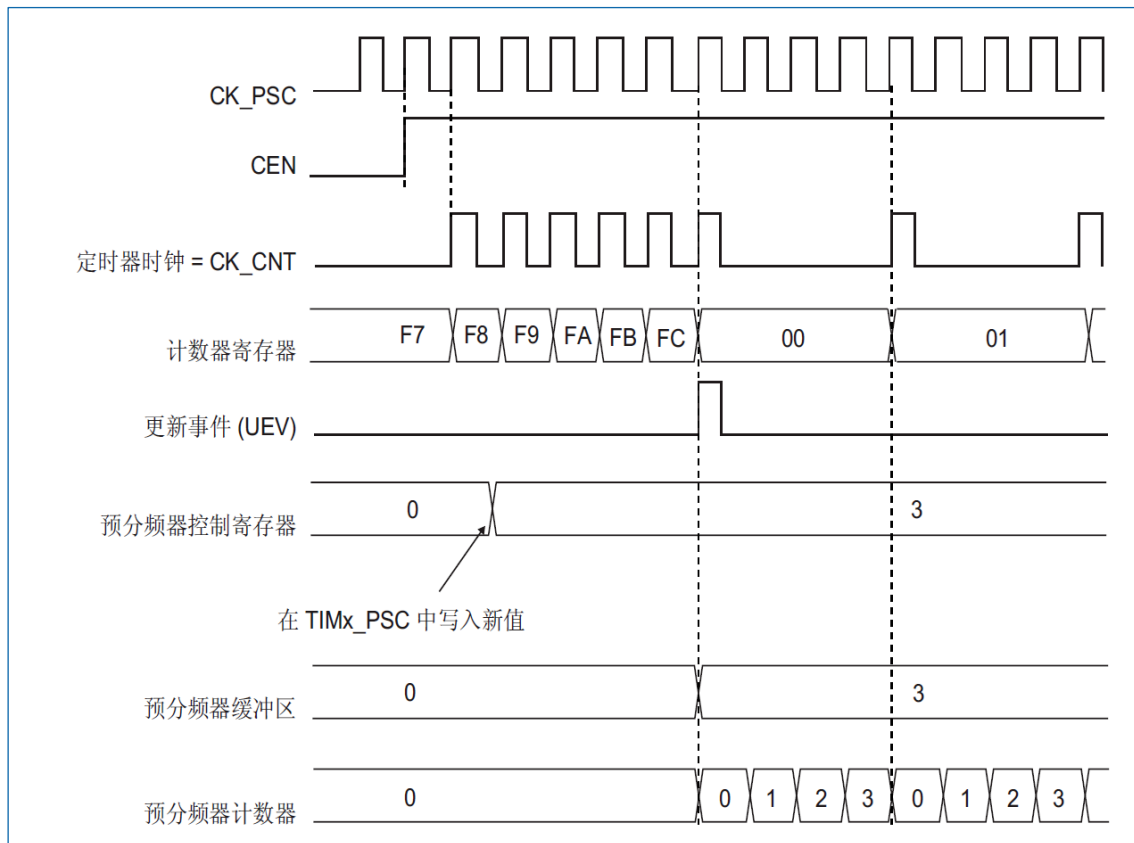 CK_PSC
CEN
定时器时钟 = CK_CNT
计数器寄存器
F7 F8 F9 FA FB FC 00 01
更新事件 (UEV)
预分频器控制寄存器
0 3
在 TIMx_PSC 中写入新值
预分频器缓冲区
0 3
预分频器计数器
0 0 1 2 3 0 1 2 3